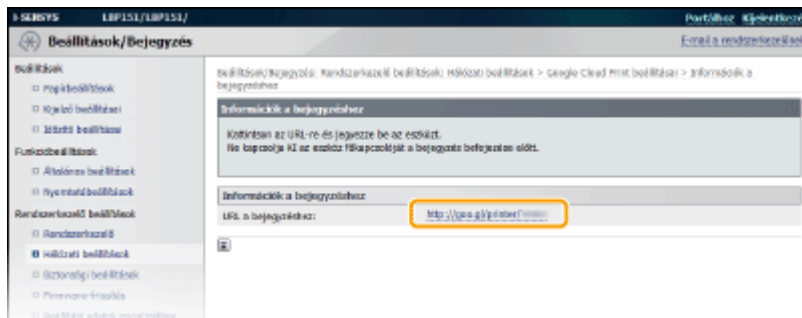 i-SENSYS LBP151/LBP151/ Portálhoz Kijelentkezés
Beállítások/Bejegyzés E-mail a rendszerkezelőnek
Beállítások
Papírbeállítások
Kijelző beállításai
Időzítő beállításai
Funkcióbeállítások
Általános beállítások
Nyomtatóbeállítások
Rendszerkezelő beállítások
Rendszerkezelő
Hálózati beállítások
Biztonsági beállítások
Firmware frissítés
Beállítások/Bejegyzés: Rendszerkezelő beállítások: Hálózati beállítások > Google Cloud Print beállításai > Információk a
bejegyzéshez
Információk a bejegyzéshez
Kattintson az URL-re és jegyezze be az eszközt.
Ne kapcsolja KI az eszköz főkapcsolóját a bejegyzés befejezése előtt.
Információk a bejegyzéshez
URL a bejegyzéshez: http://goo.gl/printer/